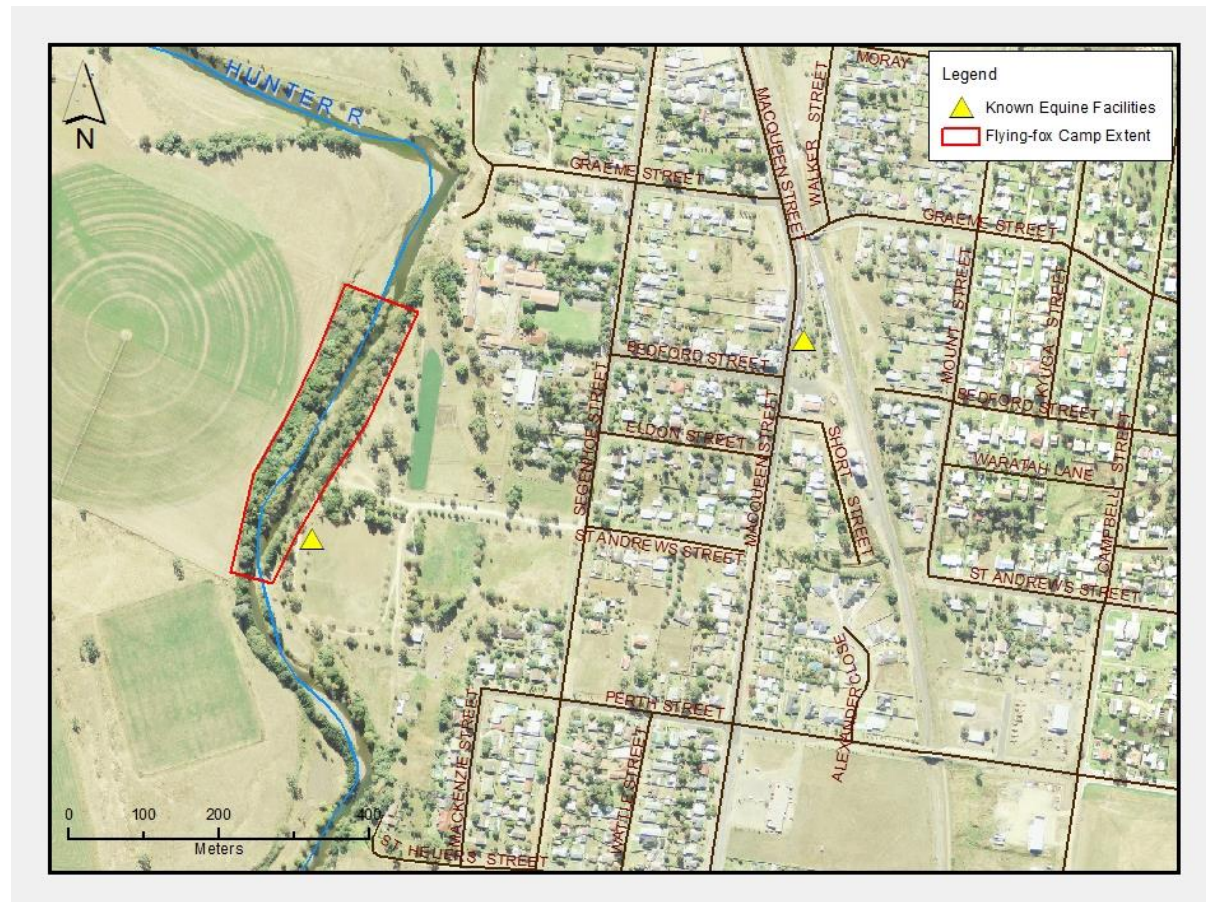 HUNTER R
N
MORAY
Legend
Known Equine Facilities
Flying-fox Camp Extent
MACQUEEN STREET
WALKER STREET
GRAEME STREET
GRAEME STREET
MOUNT STREET
KYUGA STREET
BEDFORD STREET
BEDFORD STREET
SEGENHOE STREET
ELDON STREET
MACQUEEN STREET
SHORT STREET
WARATAH LANE
CAMPBELL STREET
ST ANDREWS STREET
ST ANDREWS STREET
ALEXANDER CLOSE
PERTH STREET
MACKENZIE STREET
WATTLE STREET
ST HELIERS STREET
0 100 200 400
Meters